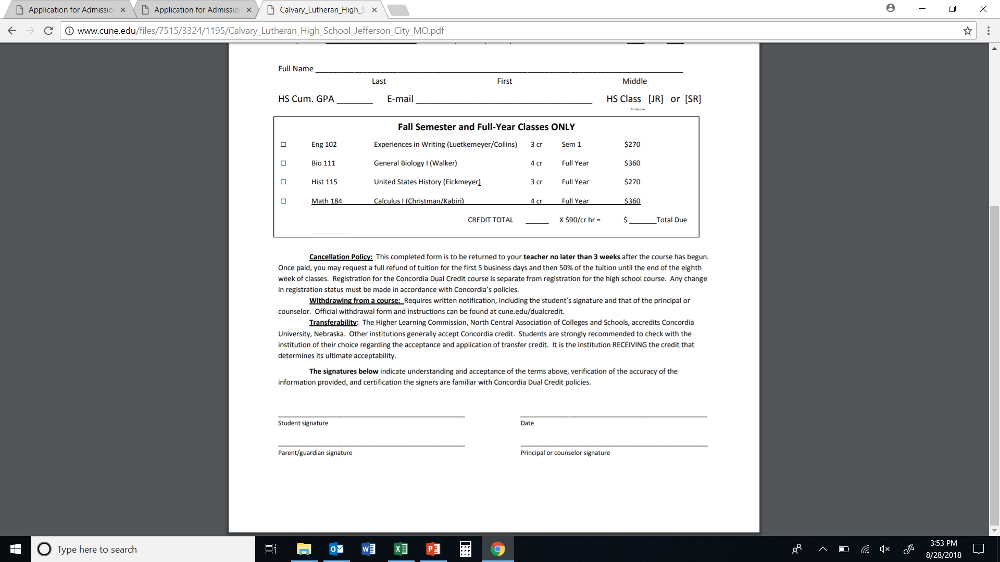 Application for Admissio
Application for Admissio
Calvary_Lutheran_High_S
www.cune.edu/files/7515/3324/1195/Calvary_Lutheran_High_School_Jefferson_City_MO.pdf
Full Name ____
Last First Middle
HS Cum. GPA ____ E-mail ____ HS Class [JR] or [SR]
Circle one.
Fall Semester and Full-Year Classes ONLY
☐ Eng 102 Experiences in Writing (Luetkemeyer/Collins) 3 cr Sem 1 $270
☐ Bio 111 General Biology I (Walker) 4 cr Full Year $360
☐ Hist 115 United States History (Eickmeyer) 3 cr Full Year $270
☐ Math 184 Calculus I (Christman/Kabiri) 4 cr Full Year $360
CREDIT TOTAL ____ X $90/cr hr = $ ____Total Due
Cancellation Policy: This completed form is to be returned to your teacher no later than 3 weeks after the course has begun.
Once paid, you may request a full refund of tuition for the first 5 business days and then 50% of the tuition until the end of the eighth
week of classes. Registration for the Concordia Dual Credit course is separate from registration for the high school course. Any change
in registration status must be made in accordance with Concordia’s policies.
Withdrawing from a course: Requires written notification, including the student’s signature and that of the principal or
counselor. Official withdrawal form and instructions can be found at cune.edu/dualcredit.
Transferability: The Higher Learning Commission, North Central Association of Colleges and Schools, accredits Concordia
University, Nebraska. Other institutions generally accept Concordia credit. Students are strongly recommended to check with the
institution of their choice regarding the acceptance and application of transfer credit. It is the institution RECEIVING the credit that
determines its ultimate acceptability.
The signatures below indicate understanding and acceptance of the terms above, verification of the accuracy of the
information provided, and certification the signers are familiar with Concordia Dual Credit policies.
Student signature Date
Parent/guardian signature Principal or counselor signature
Type here to search
3:53 PM
8/28/2018